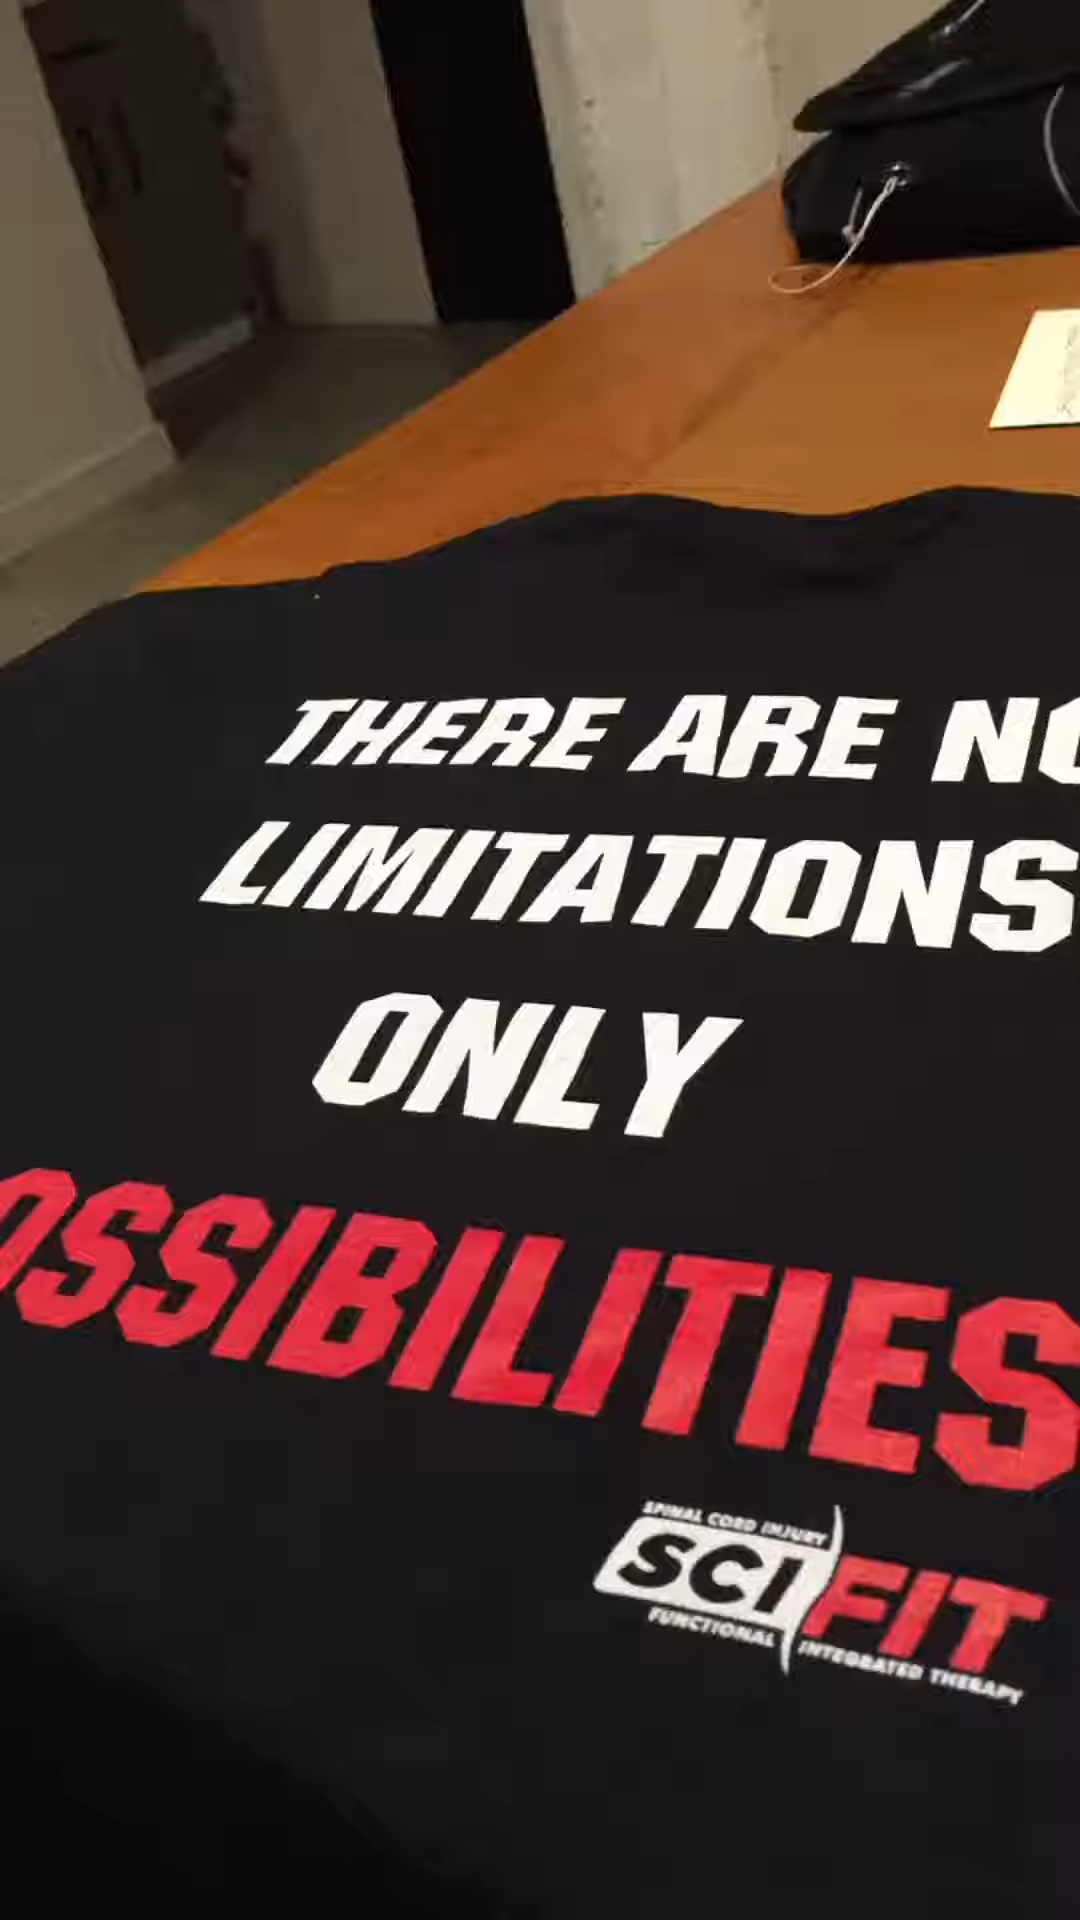 THERE ARE NO
LIMITATIONS
ONLY
OSSIBILITIES
SPINAL CORD INJURY
SCI FIT
FUNCTIONAL INTEGRATED THERAPY